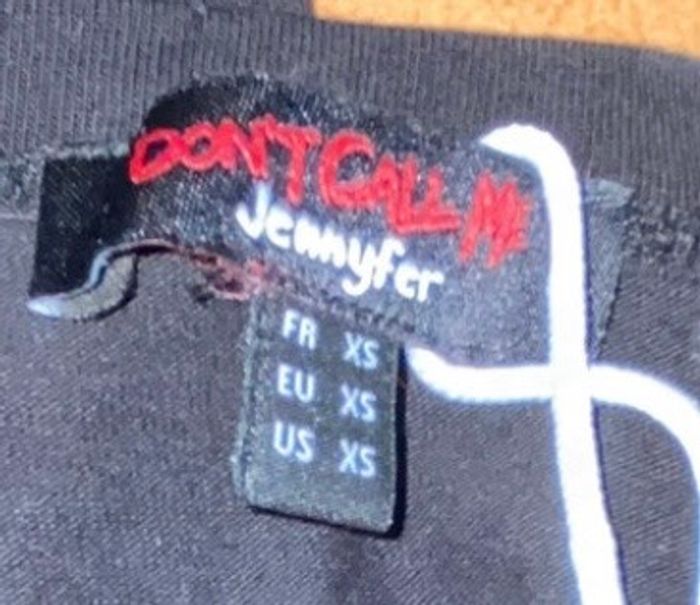 DON'T CALL ME
Jennyfer
FR XS
EU XS
US XS